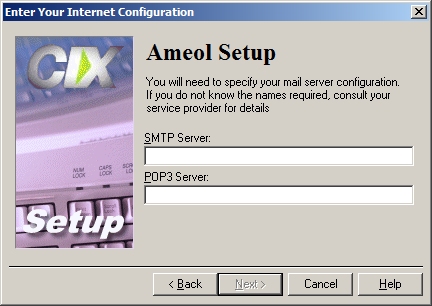 Enter Your Internet Configuration
CIX
Ameol Setup
You will need to specify your mail server configuration.
If you do not know the names required, consult your
service provider for details
SMTP Server:
POP3 Server:
NUM LOCK
CAPS LOCK
Setup
< Back
Next >
Cancel
Help